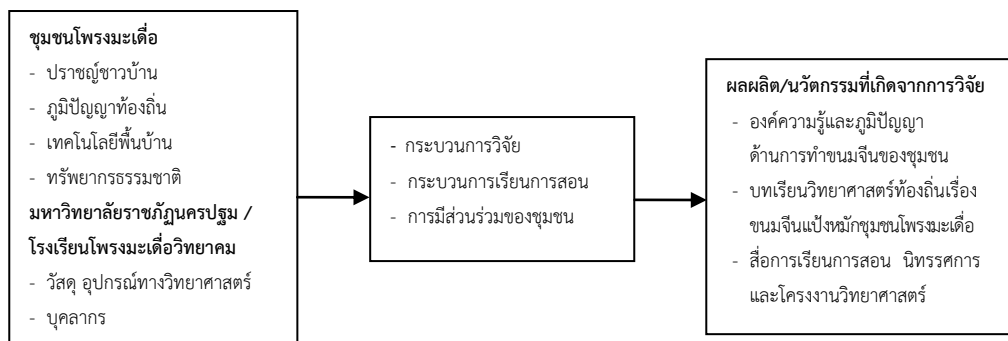 ชุมชนโพรงมะเดื่อ
- ปราชญ์ชาวบ้าน
- ภูมิปัญญาท้องถิ่น
- เทคโนโลยีพื้นบ้าน
- ทรัพยากรธรรมชาติ
มหาวิทยาลัยราชภัฏนครปฐม /
โรงเรียนโพรงมะเดื่อวิทยาคม
- วัสดุ อุปกรณ์ทางวิทยาศาสตร์
- บุคลากร
- กระบวนการวิจัย
- กระบวนการเรียนการสอน
- การมีส่วนร่วมของชุมชน
ผลผลิต/นวัตกรรมที่เกิดจากการวิจัย
- องค์ความรู้และภูมิปัญญา
ด้านการทำขนมจีนของชุมชน
- บทเรียนวิทยาศาสตร์ท้องถิ่นเรื่อง
ขนมจีนแป้งหมักชุมชนโพรงมะเดื่อ
- สื่อการเรียนการสอน นิทรรศการ
และโครงงานวิทยาศาสตร์